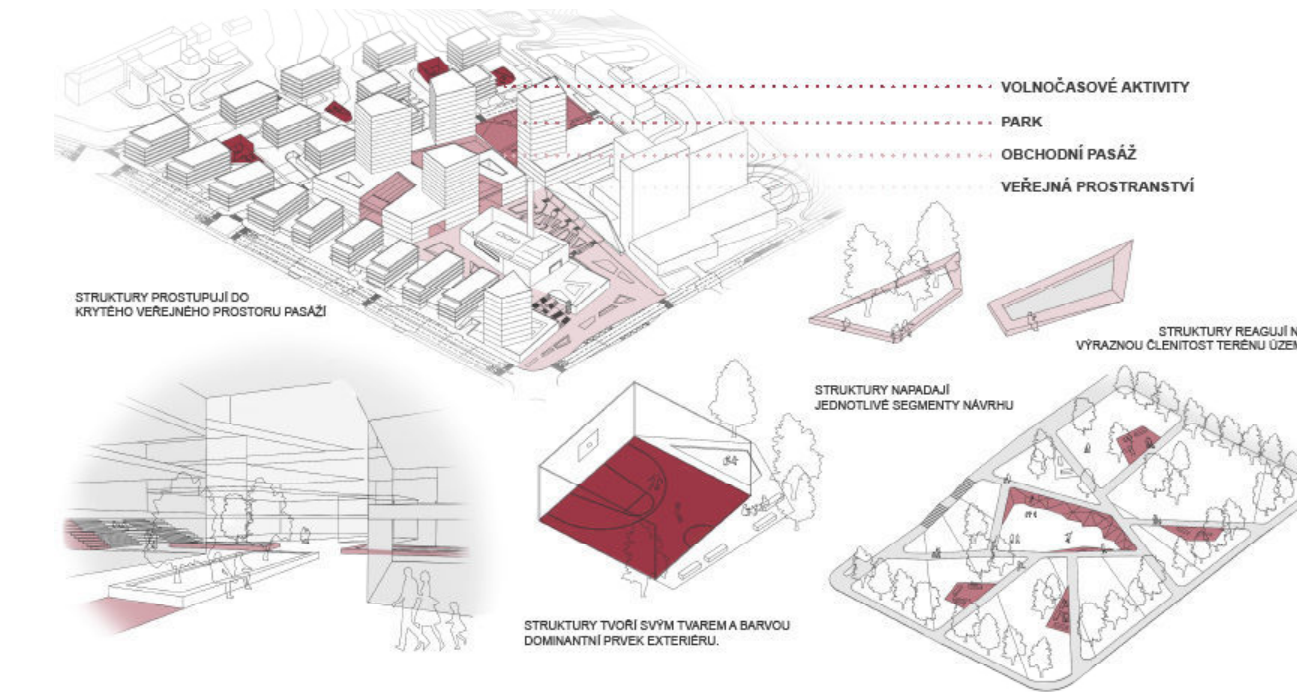 VOLNOČASOVÉ AKTIVITY
PARK
OBCHODNÍ PASÁŽ
VEŘEJNÁ PROSTRANSTVÍ
STRUKTURY PROSTUPUJÍ DO
KRYTÉHO VEŘEJNÉHO PROSTORU PASÁŽÍ
STRUKTURY REAGUJÍ N
VÝRAZNOU ČLENITOST TERÉNU ÚZEM
STRUKTURY NAPADAJÍ
JEDNOTLIVÉ SEGMENTY NÁVRHU
STRUKTURY TVOŘÍ SVÝM TVAREM A BARVOU
DOMINANTNÍ PRVEK EXTERIÉRU.